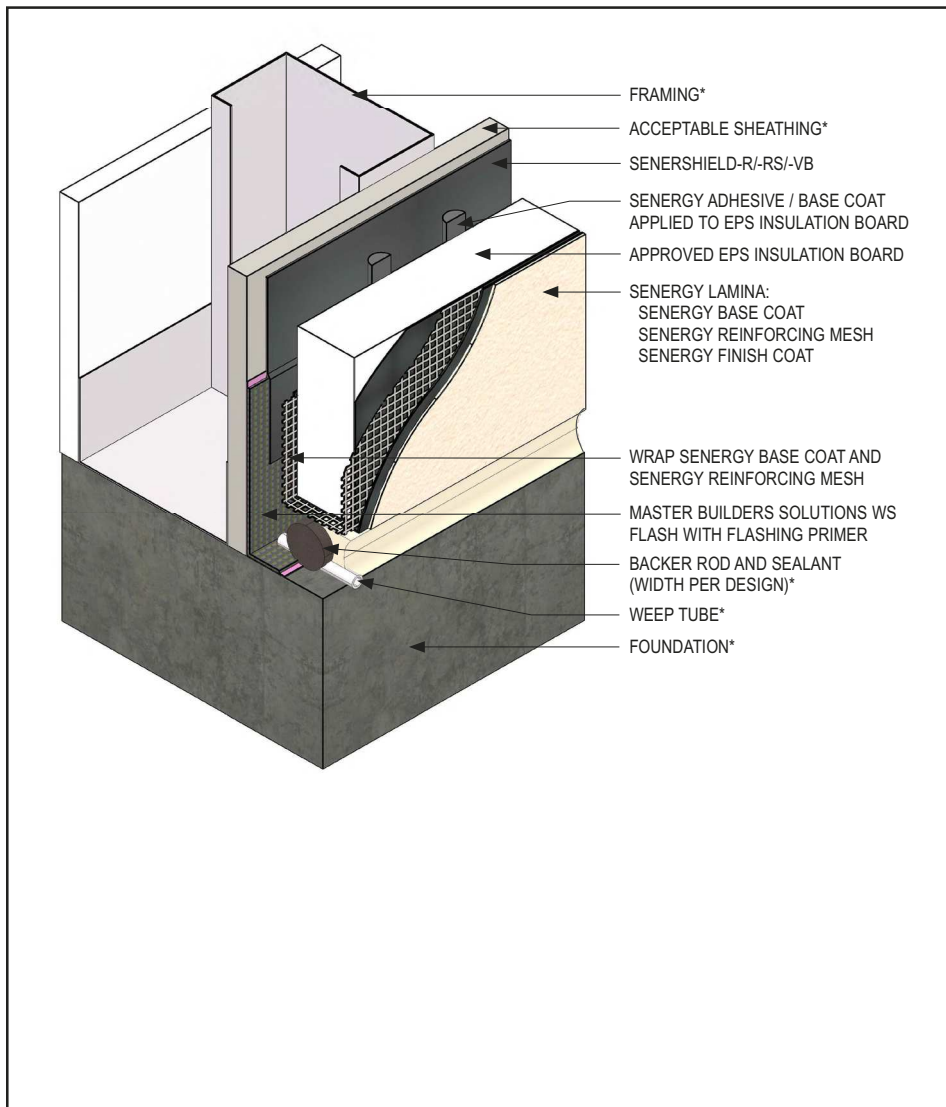 FRAMING*
ACCEPTABLE SHEATHING*
SENERSHIELD-R/-RS/-VB
SENERGY ADHESIVE / BASE COAT
APPLIED TO EPS INSULATION BOARD
APPROVED EPS INSULATION BOARD
SENERGY LAMINA:
SENERGY BASE COAT
SENERGY REINFORCING MESH
SENERGY FINISH COAT
WRAP SENERGY BASE COAT AND
SENERGY REINFORCING MESH
MASTER BUILDERS SOLUTIONS WS
FLASH WITH FLASHING PRIMER
BACKER ROD AND SEALANT
(WIDTH PER DESIGN)*
WEEP TUBE*
FOUNDATION*